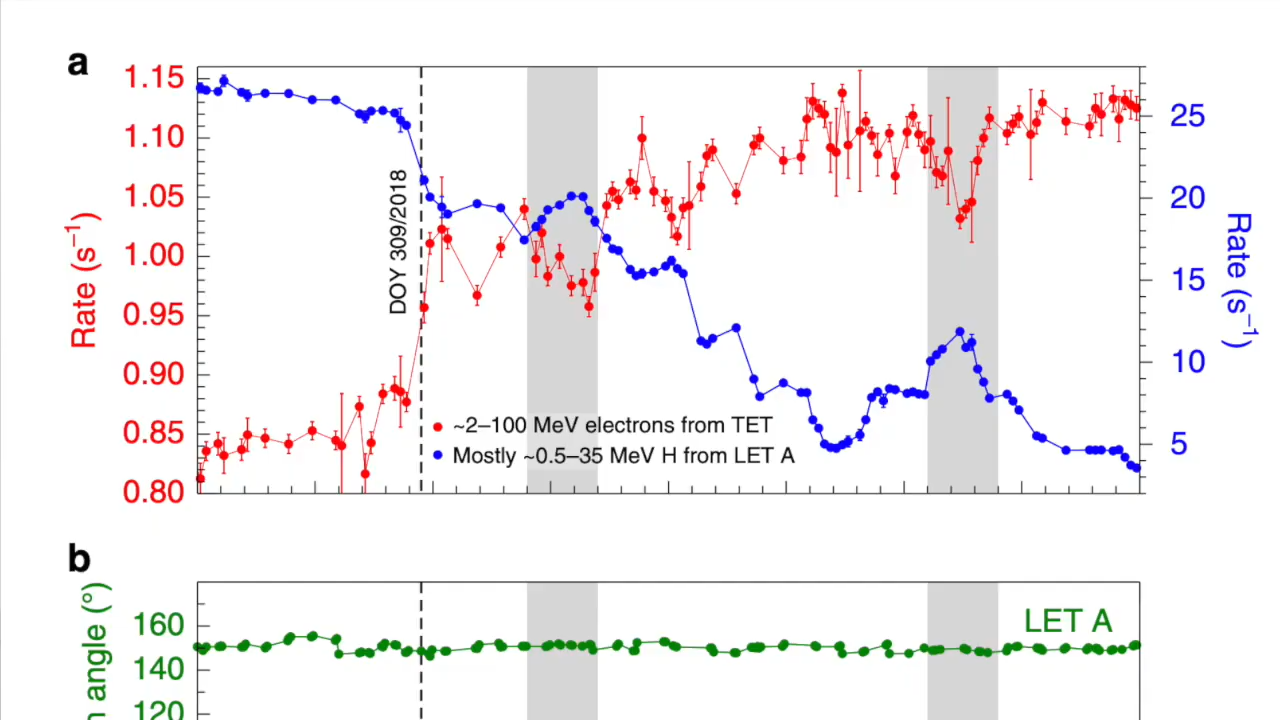 a
1.15
1.10
1.05
1.00
0.95
0.90
0.85
0.80
Rate (s⁻¹)
DOY 309/2018
~2–100 MeV electrons from TET
Mostly ~0.5–35 MeV H from LET A
25
20
15
10
5
Rate (s⁻¹)
b
160
140
120
angle (°)
LET A